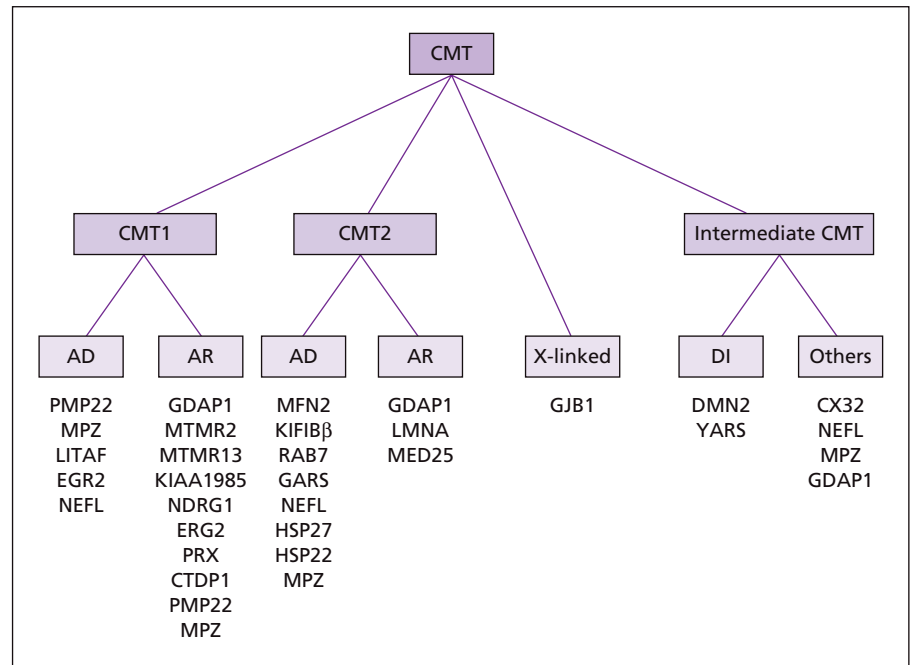 CMT
CMT1
CMT2
Intermediate CMT
AD
AR
AD
AR
X-linked
DI
Others
PMP22
MPZ
LITAF
EGR2
NEFL
GDAP1
MTMR2
MTMR13
KIAA1985
NDRG1
ERG2
PRX
CTDP1
PMP22
MPZ
MFN2
KIFIBβ
RAB7
GARS
NEFL
HSP27
HSP22
MPZ
GDAP1
LMNA
MED25
GJB1
DMN2
YARS
CX32
NEFL
MPZ
GDAP1